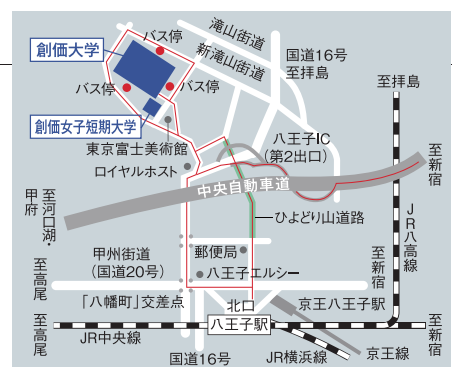 滝山街道
新滝山街道
国道16号
至拝島
至拝島
バス停
創価大学
バス停
バス停
創価女子短期大学
東京富士美術館
ロイヤルホスト
八王子IC
(第2出口)
至新宿
中央自動車道
至河口湖・
甲府
ひよどり山道路
JR八高線
甲州街道
(国道20号)
郵便局
八王子エルシー
至新宿
至高尾
「八幡町」交差点
北口
京王八王子駅
至高尾
八王子駅
至新宿
JR中央線
国道16号
JR横浜線
京王線